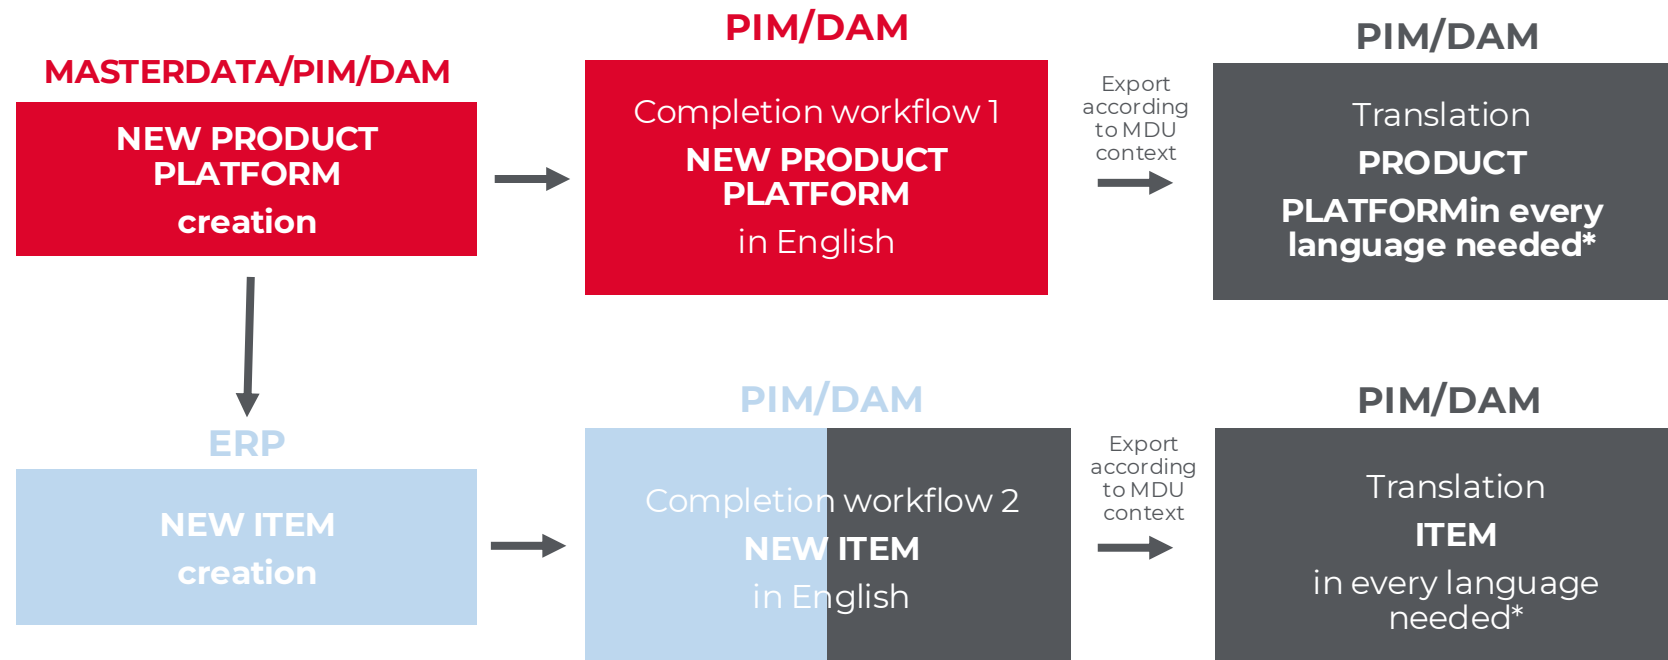 MASTERDATA/PIM/DAM
NEW PRODUCT
PLATFORM
creation
PIM/DAM
Completion workflow 1
NEW PRODUCT
PLATFORM
in English
Export
according
to MDU
context
PIM/DAM
Translation
PRODUCT
PLATFORMin every
language needed*
ERP
NEW ITEM
creation
PIM/DAM
Completion workflow 2
NEW ITEM
in English
Export
according
to MDU
context
PIM/DAM
Translation
ITEM
in every language
needed*